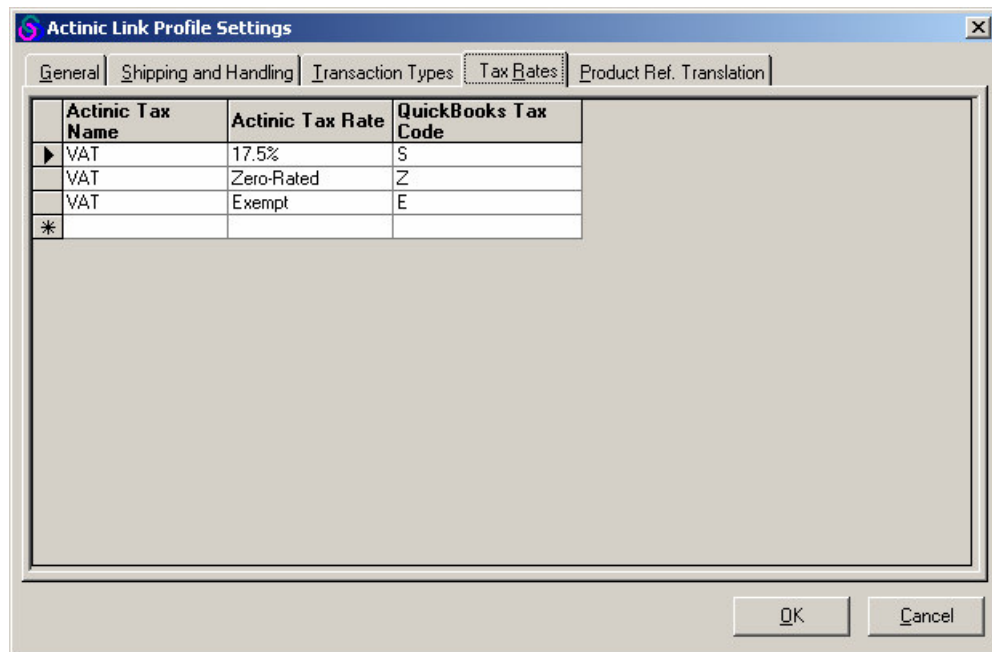 Actinic Link Profile Settings
General Shipping and Handling Transaction Types Tax Rates Product Ref. Translation
Actinic Tax Name Actinic Tax Rate QuickBooks Tax Code
VAT 17.5% S
VAT Zero-Rated Z
VAT Exempt E
OK Cancel